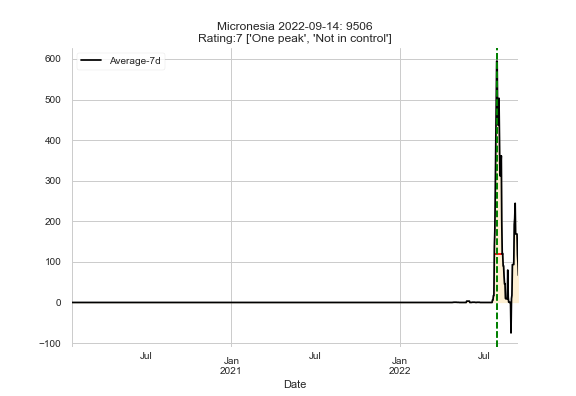 Micronesia 2022-09-14: 9506
Rating:7 ['One peak', 'Not in control']
Average-7d
600
500
400
300
200
100
0
−100
Jul
Jan
2021
Jul
Jan
2022
Jul
Date